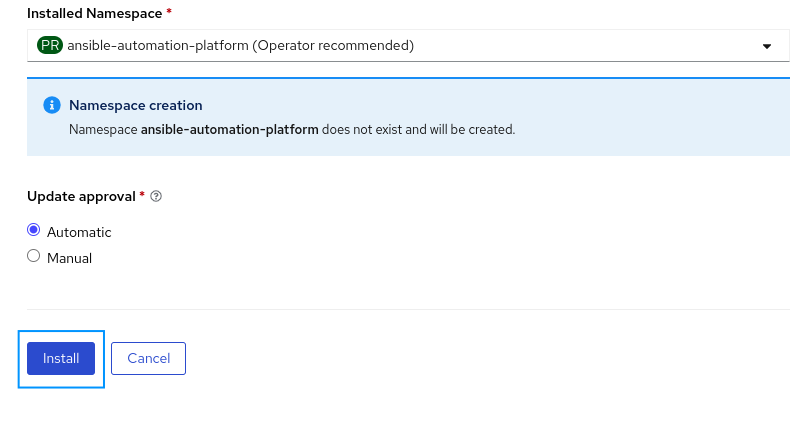 Installed Namespace *
PR ansible-automation-platform (Operator recommended)
Namespace creation
Namespace ansible-automation-platform does not exist and will be created.
Update approval *
Automatic
Manual
Install Cancel